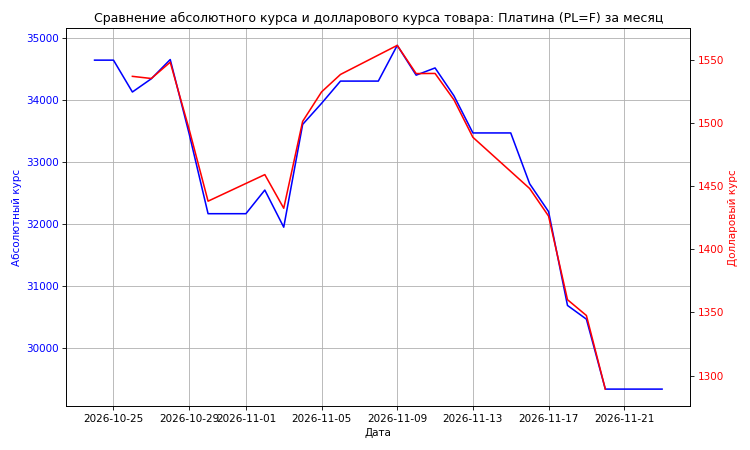 Сравнение абсолютного курса и долларового курса товара: Платина (PL=F) за месяц
35000
34000
33000
32000
31000
30000
Абсолютный курс
1550
1500
1450
1400
1350
1300
Долларовый курс
2026-10-25 2026-10-29 2026-11-01 2026-11-05 2026-11-09 2026-11-13 2026-11-17 2026-11-21
Дата